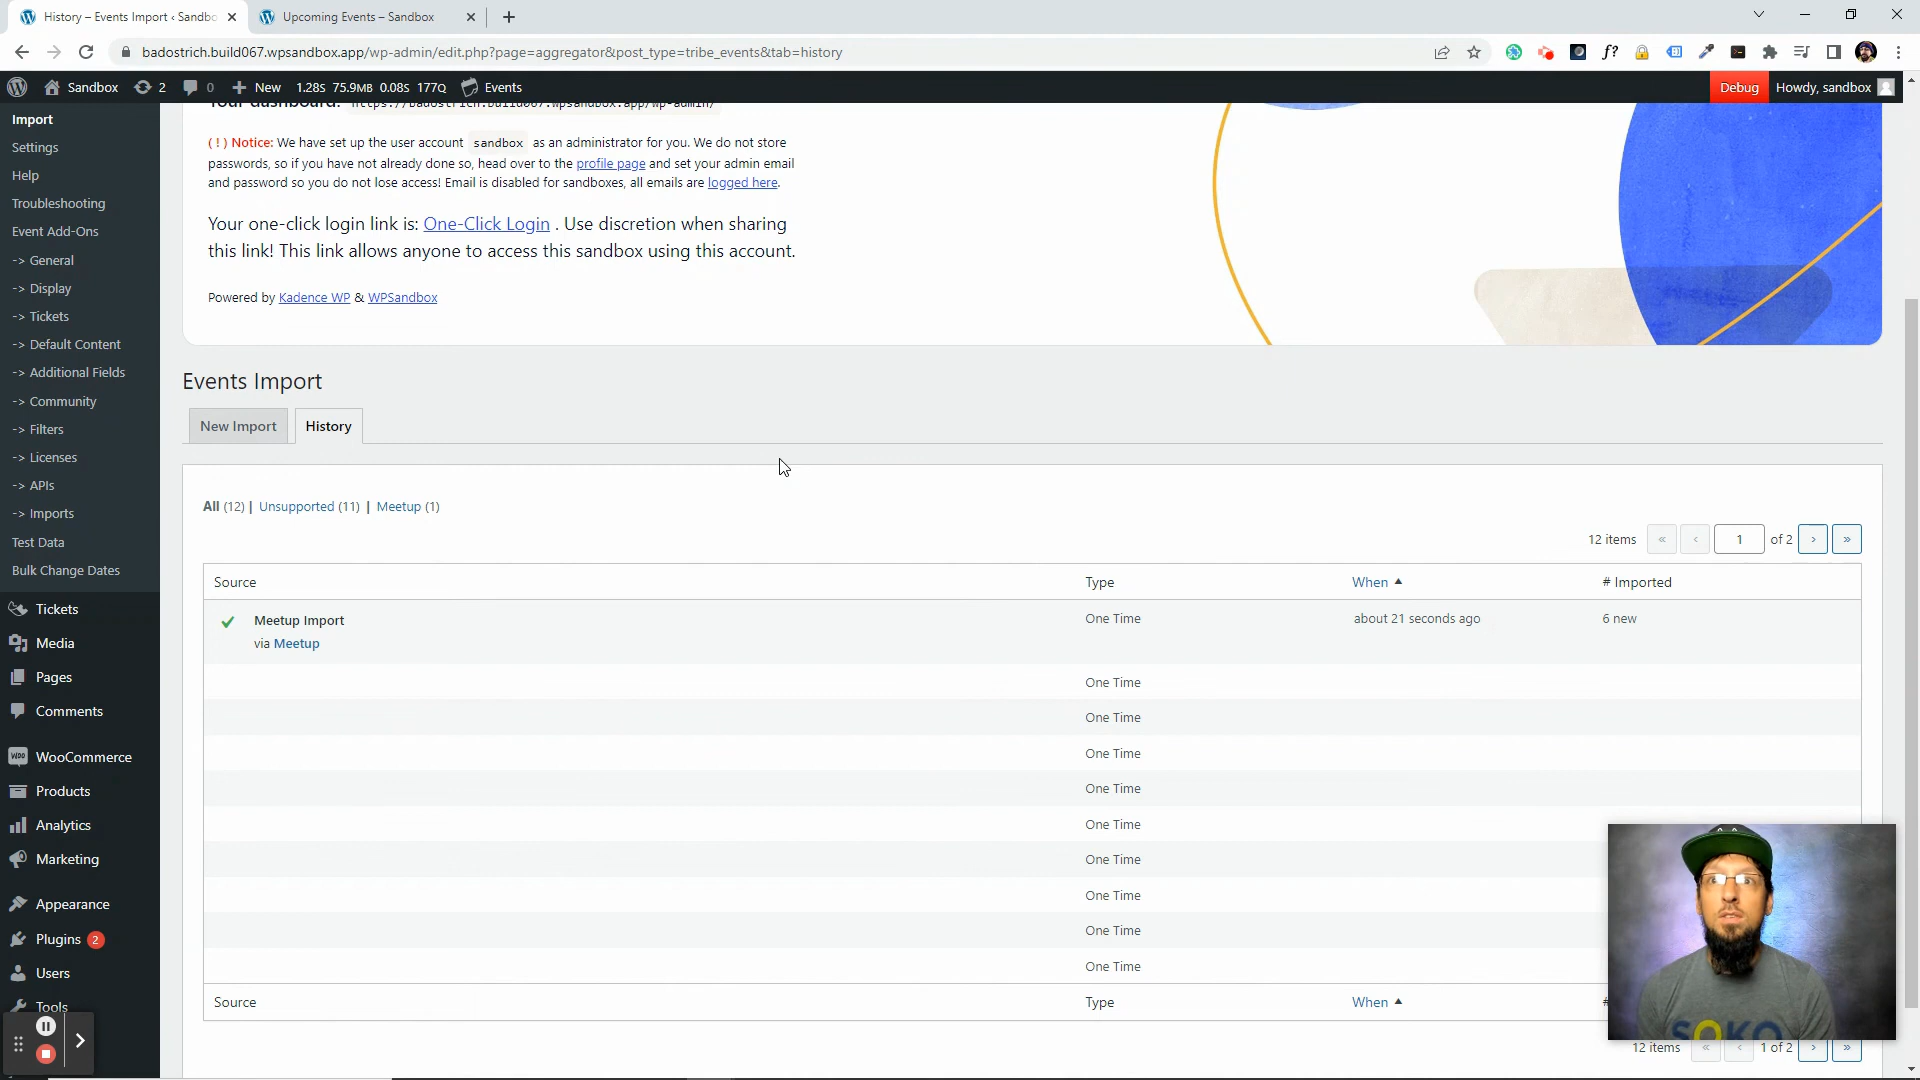 History – Events Import ‹ Sandbo
Upcoming Events – Sandbox
badostrich.build067.wpsandbox.app/wp-admin/edit.php?page=aggregator&post_type=tribe_events&tab=history
Sandbox
2
0
New
1.28S 75.9MB 0.08S 177Q
Events
Debug
Howdy, sandbox
Import
Settings
Help
Troubleshooting
Event Add-Ons
-> General
-> Display
-> Tickets
-> Default Content
-> Additional Fields
-> Community
-> Filters
-> Licenses
-> APIs
-> Imports
Test Data
Bulk Change Dates
Tickets
Media
Pages
Comments
WooCommerce
Products
Analytics
Marketing
Appearance
Plugins 2
Users
Tools
Your dashboard: https://badostrich.build067.wpsandbox.app/wp-admin/
( ! ) Notice: We have set up the user account sandbox as an administrator for you. We do not store
passwords, so if you have not already done so, head over to the profile page and set your admin email
and password so you do not lose access! Email is disabled for sandboxes, all emails are logged here.
Your one-click login link is: One-Click Login . Use discretion when sharing
this link! This link allows anyone to access this sandbox using this account.
Powered by Kadence WP & WPSandbox
Events Import
New Import
History
All (12) | Unsupported (11) | Meetup (1)
12 items « ‹ 1 of 2 › »
Source Type When # Imported
Meetup Import One Time about 21 seconds ago 6 new
via Meetup
One Time
One Time
One Time
One Time
One Time
One Time
One Time
One Time
One Time
Source Type When #
12 items « ‹ 1 of 2 › »
SOKO